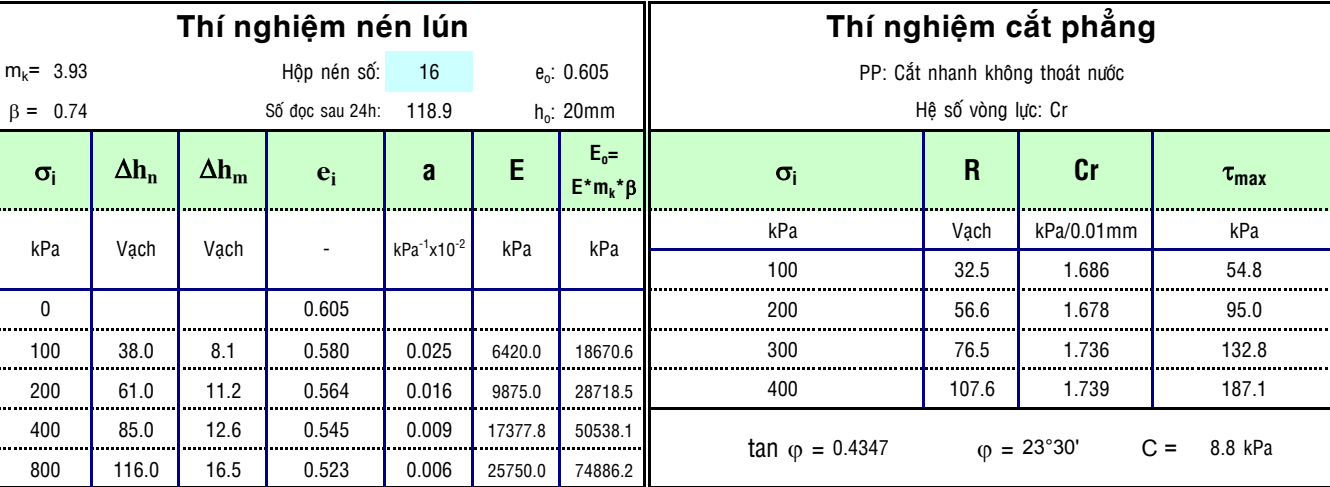 Thí nghiệm nén lún
mₖ= 3.93 Hộp nén số: 16 eₒ: 0.605
β = 0.74 Số đọc sau 24h: 118.9 hₒ: 20mm
σᵢ Δhₙ Δhₘ eᵢ a E Eₒ= E*mₖ*β
kPa Vạch Vạch - kPa⁻¹x10⁻² kPa kPa
0 0.605
100 38.0 8.1 0.580 0.025 6420.0 18670.6
200 61.0 11.2 0.564 0.016 9875.0 28718.5
400 85.0 12.6 0.545 0.009 17377.8 50538.1
800 116.0 16.5 0.523 0.006 25750.0 74886.2
Thí nghiệm cắt phẳng
PP: Cắt nhanh không thoát nước
Hệ số vòng lực: Cr
σᵢ R Cr τmax
kPa Vạch kPa/0.01mm kPa
100 32.5 1.686 54.8
200 56.6 1.678 95.0
300 76.5 1.736 132.8
400 107.6 1.739 187.1
tan φ = 0.4347 φ = 23°30' C = 8.8 kPa